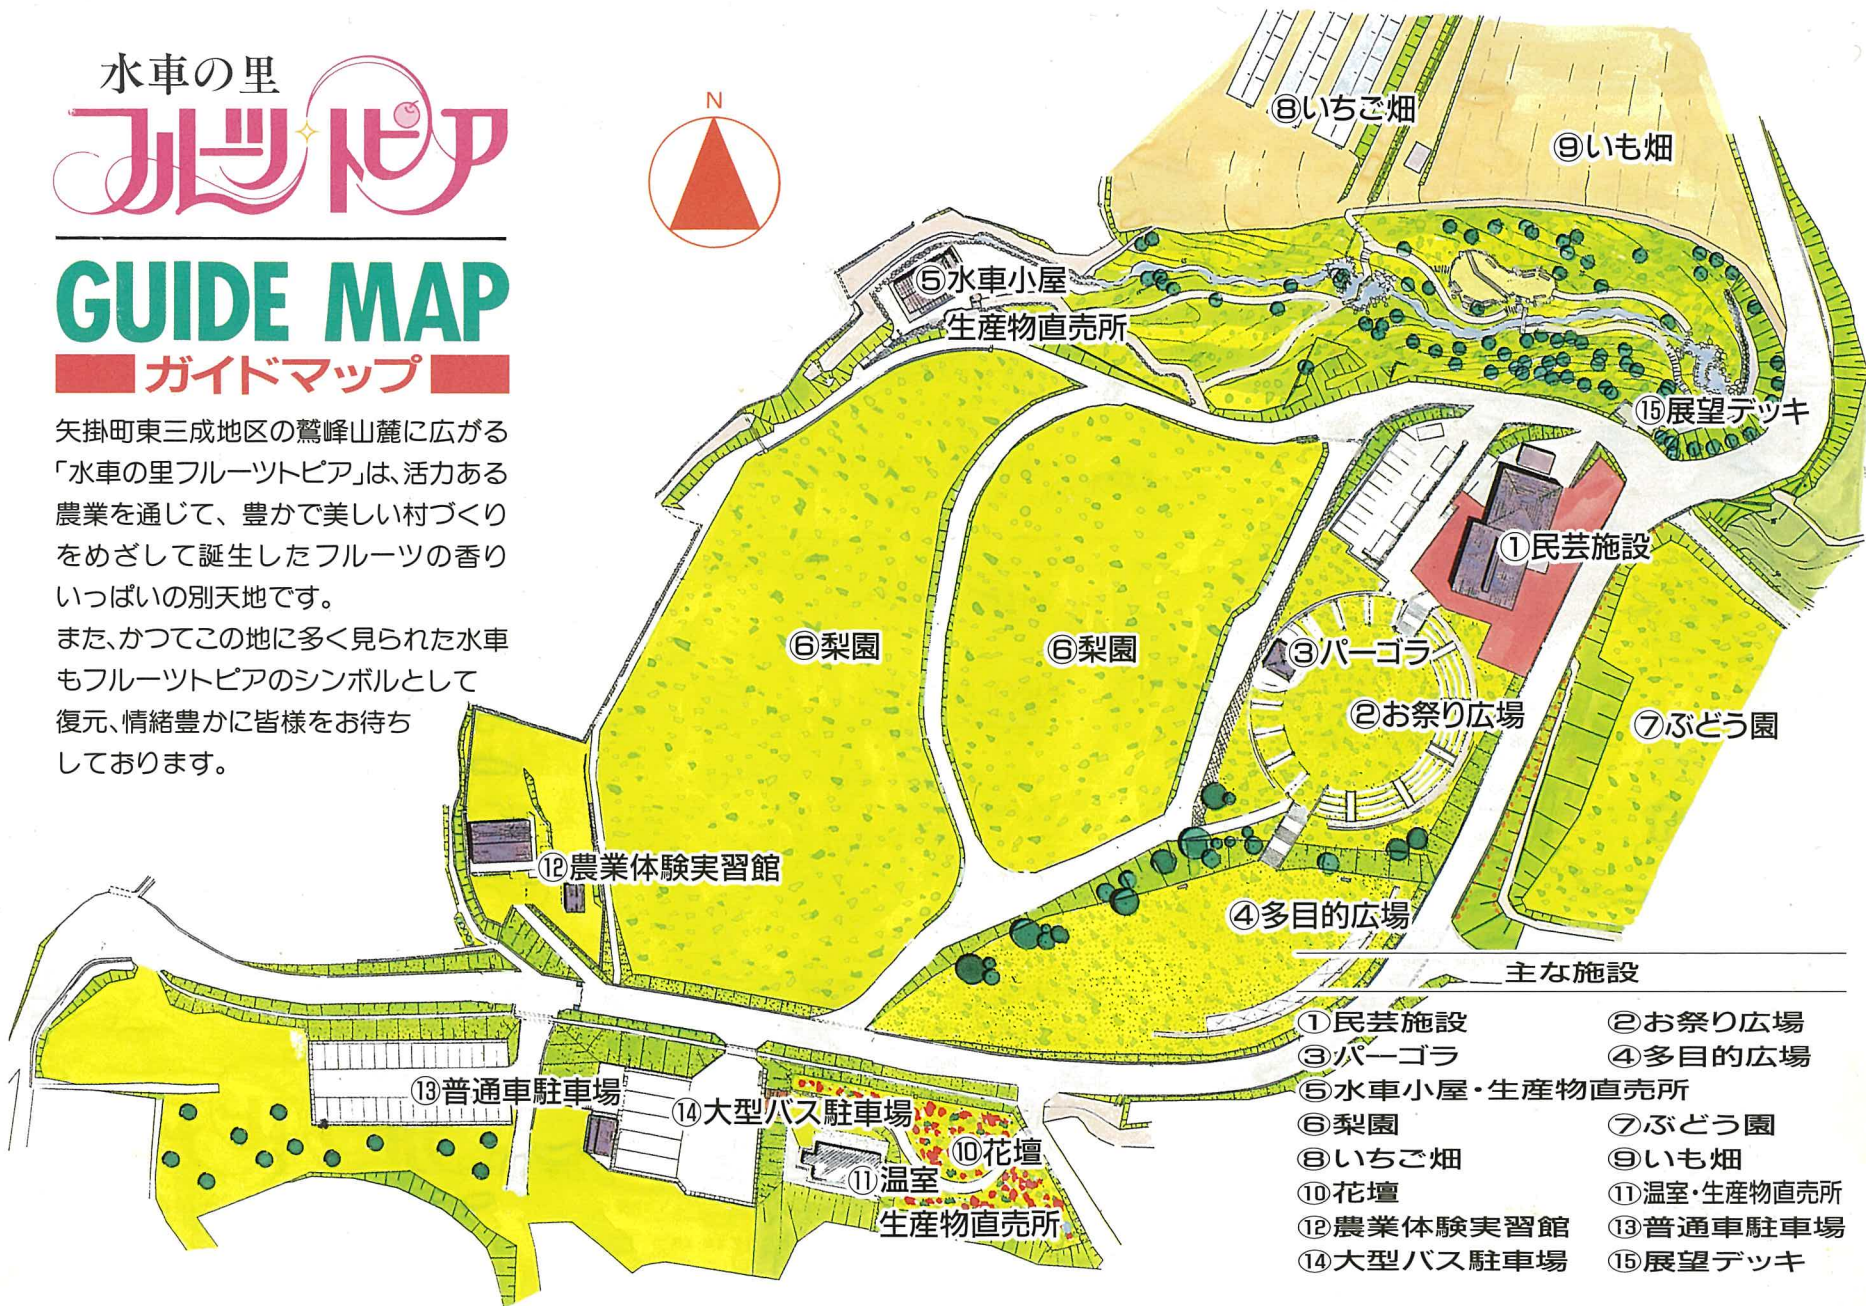 水車の里
フルーツ・トピア
GUIDE MAP
ガイドマップ
矢掛町東三成地区の鷲峰山麓に広がる
「水車の里フルーツトピア」は、活力ある
農業を通じて、豊かで美しい村づくり
をめざして誕生したフルーツの香り
いっぱいの別天地です。
また、かつてこの地に多く見られた水車
もフルーツトピアのシンボルとして
復元、情緒豊かに皆様をお待ち
しております。
N
⑧いちご畑
⑨いも畑
⑤水車小屋
生産物直売所
⑮展望デッキ
①民芸施設
⑥梨園
⑥梨園
③パーゴラ
②お祭り広場
⑦ぶどう園
⑫農業体験実習館
④多目的広場
⑬普通車駐車場
⑭大型バス駐車場
⑩花壇
⑪温室
生産物直売所
主な施設
①民芸施設 ②お祭り広場
③パーゴラ ④多目的広場
⑤水車小屋・生産物直売所
⑥梨園 ⑦ぶどう園
⑧いちご畑 ⑨いも畑
⑩花壇 ⑪温室・生産物直売所
⑫農業体験実習館 ⑬普通車駐車場
⑭大型バス駐車場 ⑮展望デッキ